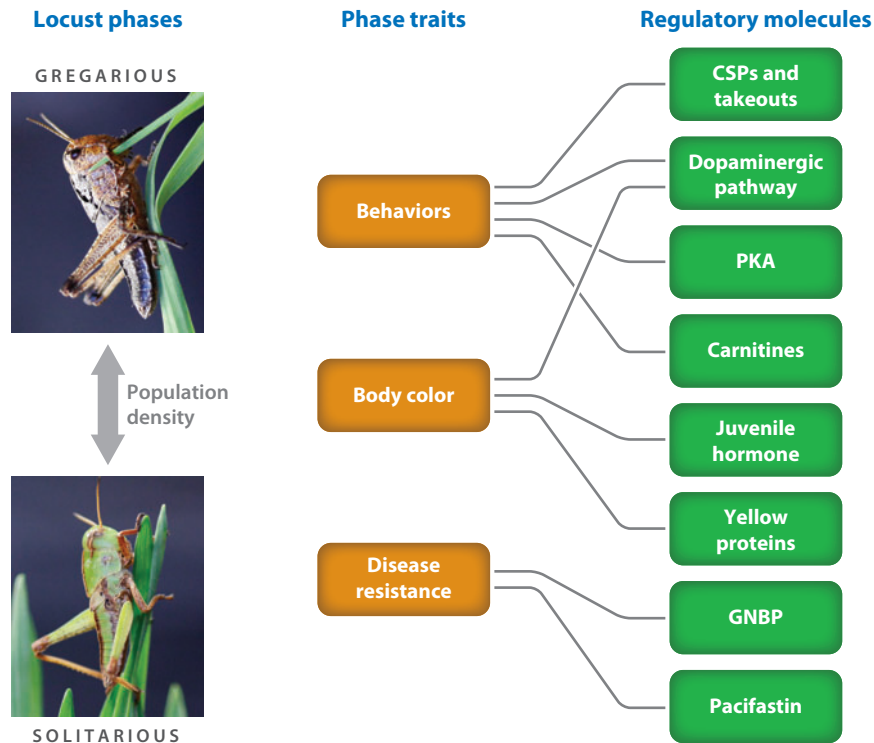 Locust phases
Phase traits
Regulatory molecules
GREGARIOUS
Population
density
SOLITARIOUS
Behaviors
Body color
Disease
resistance
CSPs and
takeouts
Dopaminergic
pathway
PKA
Carnitines
Juvenile
hormone
Yellow
proteins
GNBP
Pacifastin